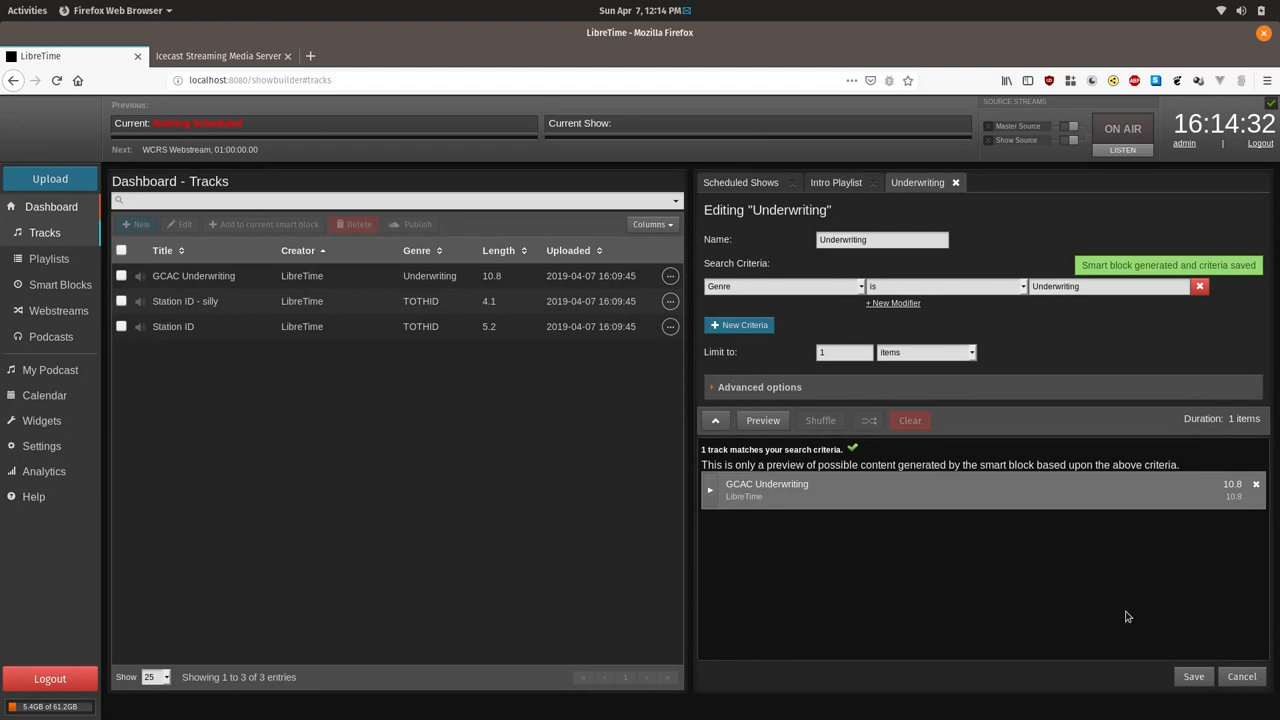 Activities
Firefox Web Browser
Sun Apr 7, 12:14 PM
LibreTime - Mozilla Firefox
LibreTime
Icecast Streaming Media Server
localhost:8080/showbuilder#tracks
Previous:
Current: Nothing Scheduled
Current Show:
Next: WCRS Webstream, 01:00:00.00
SOURCE STREAMS
Master Source
Show Source
ON AIR
LISTEN
16:14:32
admin | Logout
Upload
Dashboard
Tracks
Playlists
Smart Blocks
Webstreams
Podcasts
My Podcast
Calendar
Widgets
Settings
Analytics
Help
Logout
5.4GB of 61.2GB
Dashboard - Tracks
New Edit Add to current smart block Delete Publish Columns
Title Creator Genre Length Uploaded
GCAC Underwriting LibreTime Underwriting 10.8 2019-04-07 16:09:45
Station ID - silly LibreTime TOTHID 4.1 2019-04-07 16:09:45
Station ID LibreTime TOTHID 5.2 2019-04-07 16:09:45
Show 25 Showing 1 to 3 of 3 entries
« ‹ 1 › »
Scheduled Shows Intro Playlist Underwriting
Editing "Underwriting"
Name: Underwriting
Search Criteria:
Smart block generated and criteria saved
Genre is Underwriting
+ New Modifier
New Criteria
Limit to: 1 items
Advanced options
Preview Shuffle Clear
Duration: 1 items
1 track matches your search criteria.
This is only a preview of possible content generated by the smart block based upon the above criteria.
GCAC Underwriting 10.8
LibreTime 10.8
Save Cancel